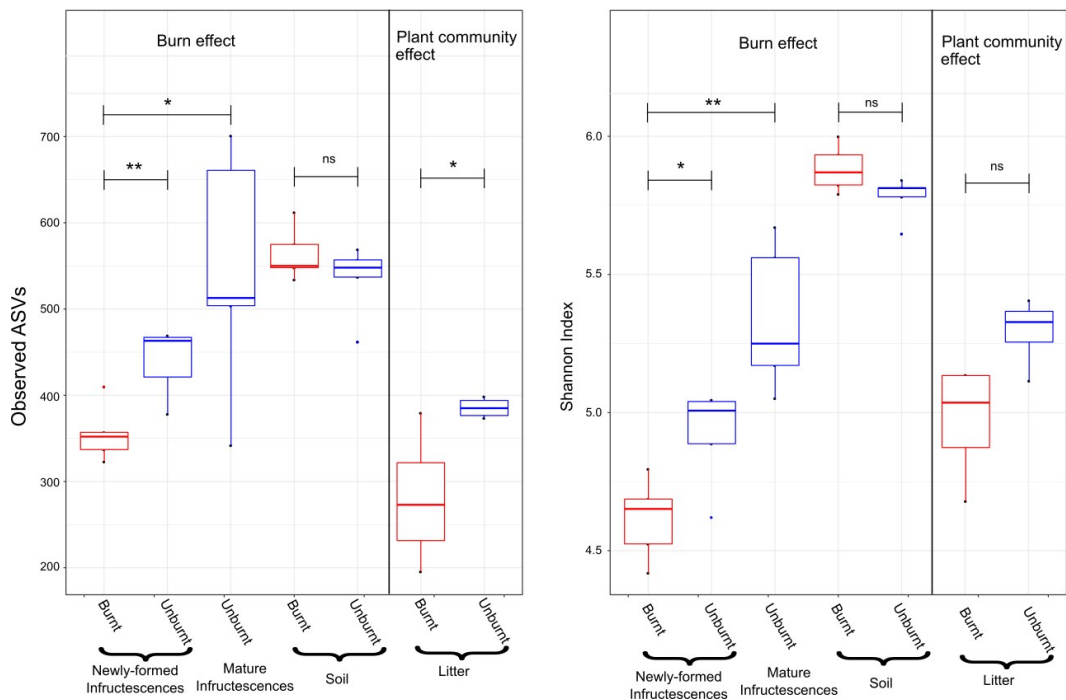 Burn effect
Plant community
effect
*
**
ns
*
Observed ASVs
700
600
500
400
300
200
Burnt
Unburnt
Unburnt
Burnt
Unburnt
Burnt
Unburnt
Newly-formed
Infructescences
Mature
Infructescences
Soil
Litter
Burn effect
Plant community
effect
**
*
ns
ns
Shannon Index
6.0
5.5
5.0
4.5
Burnt
Unburnt
Unburnt
Burnt
Unburnt
Burnt
Unburnt
Newly-formed
Infructescences
Mature
Infructescences
Soil
Litter